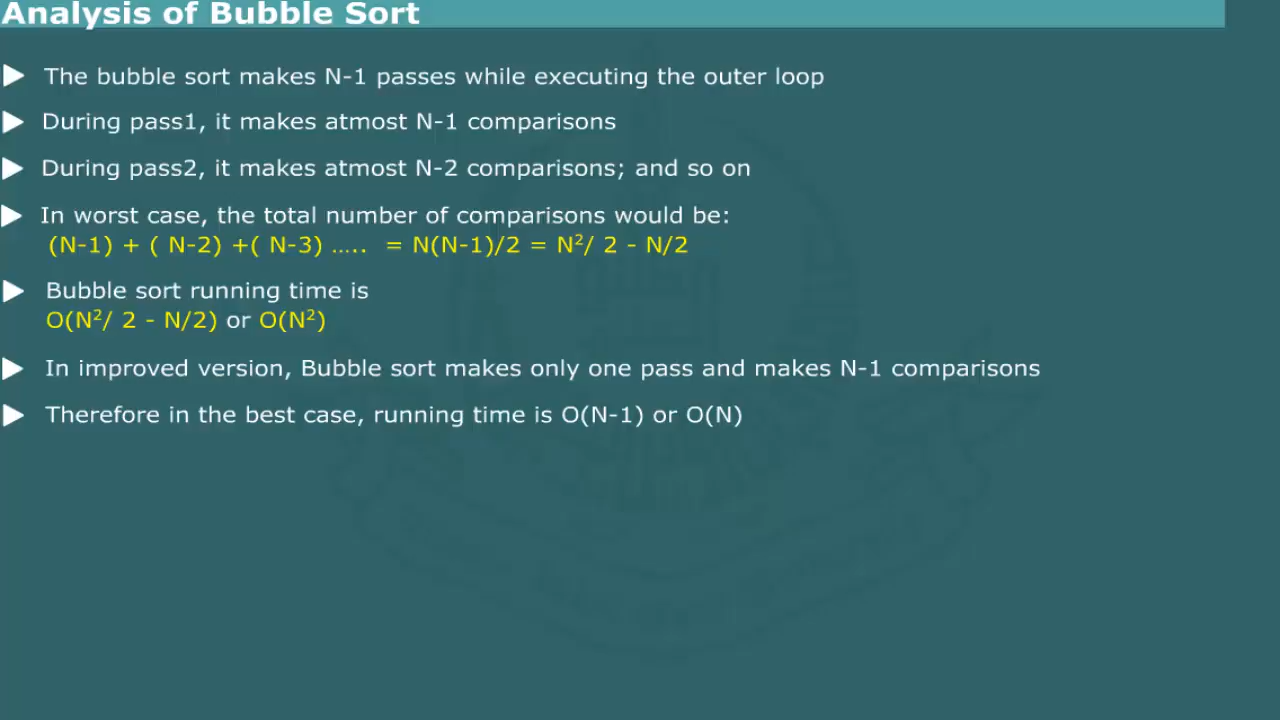 Analysis of Bubble Sort
The bubble sort makes N-1 passes while executing the outer loop
During pass1, it makes atmost N-1 comparisons
During pass2, it makes atmost N-2 comparisons; and so on
In worst case, the total number of comparisons would be:
(N-1) + ( N-2) +( N-3) ….. = N(N-1)/2 = N²/ 2 - N/2
Bubble sort running time is
O(N²/ 2 - N/2) or O(N²)
In improved version, Bubble sort makes only one pass and makes N-1 comparisons
Therefore in the best case, running time is O(N-1) or O(N)